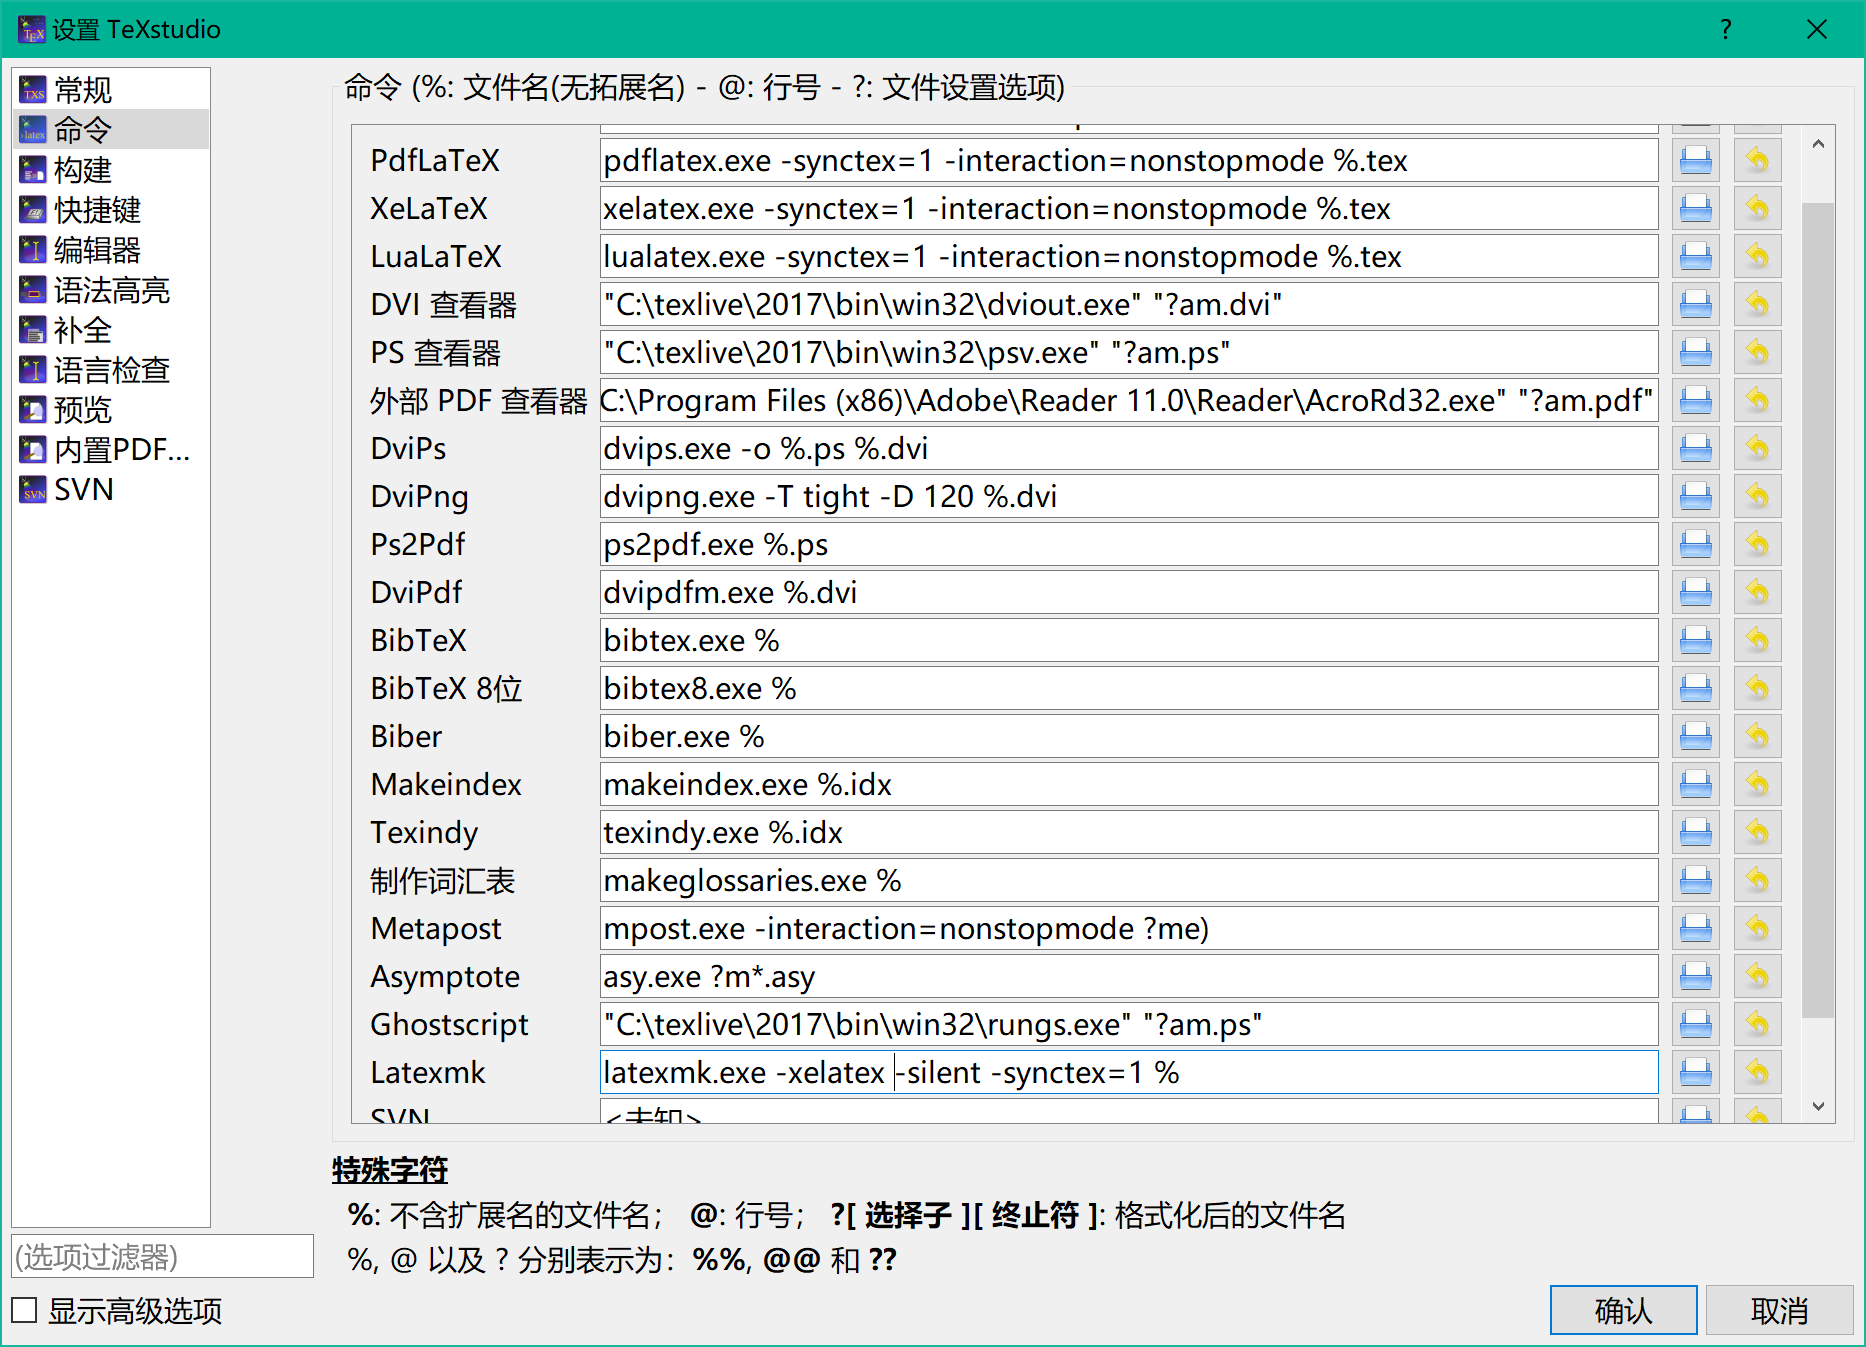 设置 TeXstudio
?
常规
命令
构建
快捷键
编辑器
语法高亮
补全
语言检查
预览
内置PDF...
SVN
(选项过滤器)
显示高级选项
命令 (%: 文件名(无拓展名) - @: 行号 - ?: 文件设置选项)
PdfLaTeX pdflatex.exe -synctex=1 -interaction=nonstopmode %.tex
XeLaTeX xelatex.exe -synctex=1 -interaction=nonstopmode %.tex
LuaLaTeX lualatex.exe -synctex=1 -interaction=nonstopmode %.tex
DVI 查看器 "C:\texlive\2017\bin\win32\dviout.exe" "?am.dvi"
PS 查看器 "C:\texlive\2017\bin\win32\psv.exe" "?am.ps"
外部 PDF 查看器 C:\Program Files (x86)\Adobe\Reader 11.0\Reader\AcroRd32.exe" "?am.pdf"
DviPs dvips.exe -o %.ps %.dvi
DviPng dvipng.exe -T tight -D 120 %.dvi
Ps2Pdf ps2pdf.exe %.ps
DviPdf dvipdfm.exe %.dvi
BibTeX bibtex.exe %
BibTeX 8位 bibtex8.exe %
Biber biber.exe %
Makeindex makeindex.exe %.idx
Texindy texindy.exe %.idx
制作词汇表 makeglossaries.exe %
Metapost mpost.exe -interaction=nonstopmode ?me)
Asymptote asy.exe ?m*.asy
Ghostscript "C:\texlive\2017\bin\win32\rungs.exe" "?am.ps"
Latexmk latexmk.exe -xelatex -silent -synctex=1 %
SVN <未知>
特殊字符
%: 不含扩展名的文件名； @: 行号； ?[ 选择子 ][ 终止符 ]: 格式化后的文件名
%, @ 以及 ? 分别表示为：%%, @@ 和 ??
确认
取消